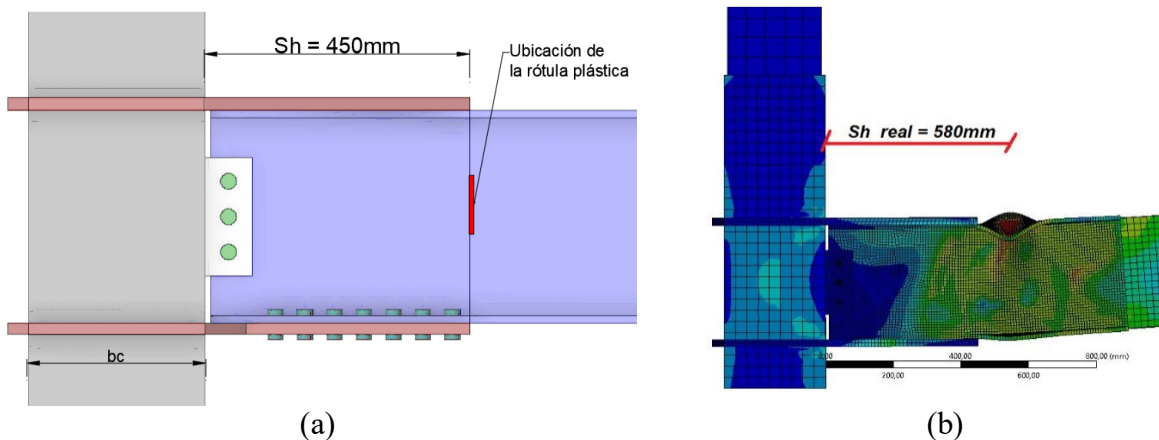 Sh = 450mm
Ubicación de
la rótula plástica
bc
(a)
Sh real = 580mm
0,00
400,00
800,00 (mm)
200,00
600,00
(b)